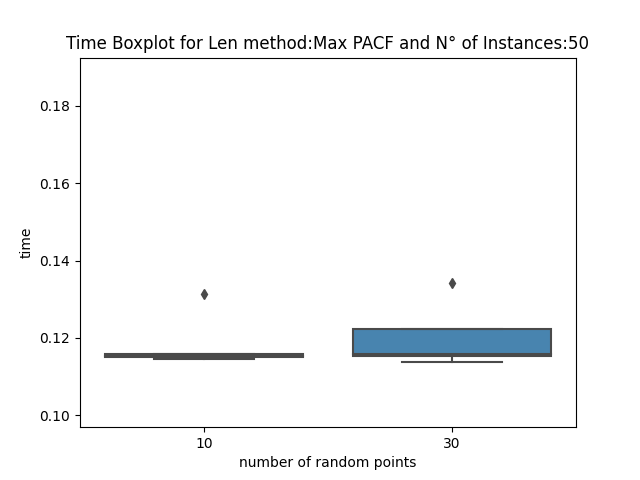 Time Boxplot for Len method:Max PACF and N° of Instances:50
0.18
0.16
0.14
0.12
0.10
time
10 30
number of random points